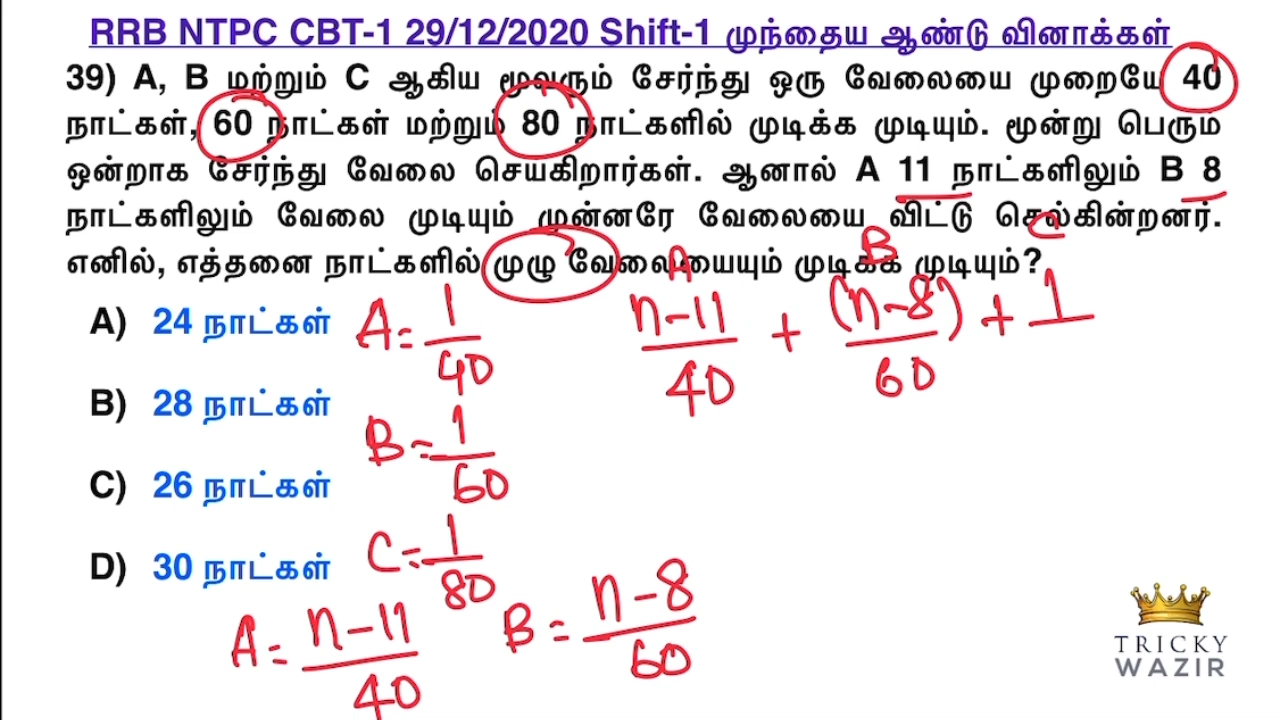 RRB NTPC CBT-1 29/12/2020 Shift-1 முந்தைய ஆண்டு வினாக்கள்
39) A, B மற்றும் C ஆகிய மூவரும் சேர்ந்து ஒரு வேலையை முறையே 40
நாட்கள், 60 நாட்கள் மற்றும் 80 நாட்களில் முடிக்க முடியும். மூன்று பெரும்
ஒன்றாக சேர்ந்து வேலை செயகிறார்கள். ஆனால் A 11 நாட்களிலும் B 8
நாட்களிலும் வேலை முடியும் முன்னரே வேலையை விட்டு செல்கின்றனர்.
எனில், எத்தனை நாட்களில் முழு வேலையையும் முடிக்க முடியும்?
A B C
A) 24 நாட்கள்
A = 1/40
(n-11)/40 + (n-8)/60 + 1
B) 28 நாட்கள்
B = 1/60
C) 26 நாட்கள்
C = 1/80
D) 30 நாட்கள்
A = (n-11)/40 B = (n-8)/60
TRICKY
WAZIR